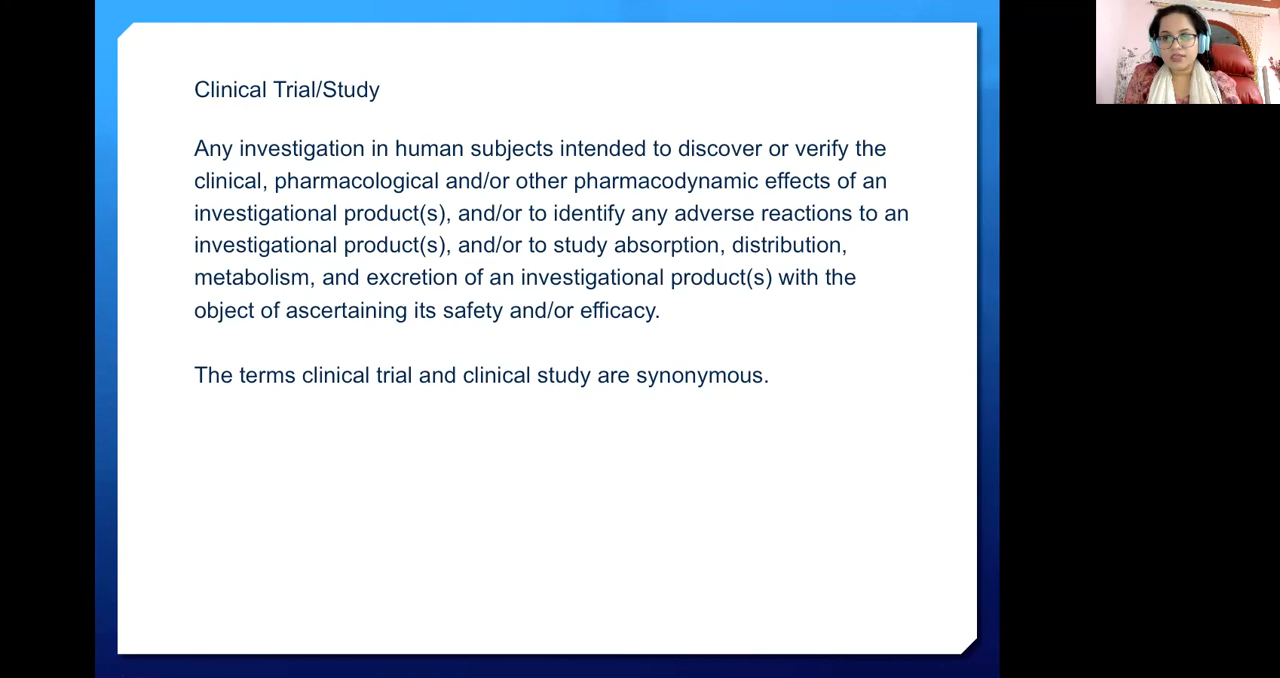 Clinical Trial/Study
Any investigation in human subjects intended to discover or verify the
clinical, pharmacological and/or other pharmacodynamic effects of an
investigational product(s), and/or to identify any adverse reactions to an
investigational product(s), and/or to study absorption, distribution,
metabolism, and excretion of an investigational product(s) with the
object of ascertaining its safety and/or efficacy.
The terms clinical trial and clinical study are synonymous.